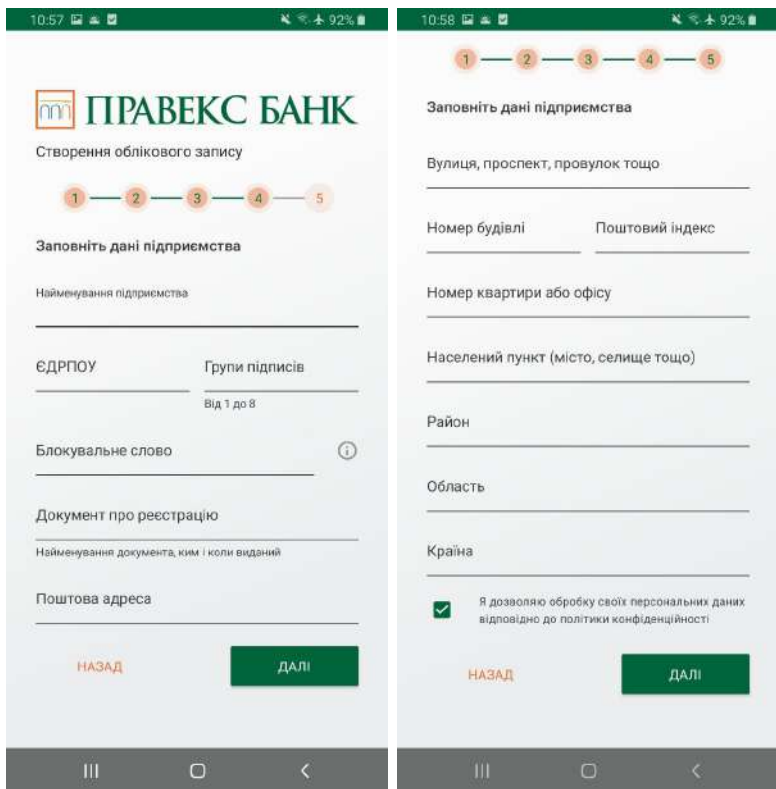 10:57
92%
ПРАВЕКС БАНК
Створення облікового запису
1 2 3 4 5
Заповніть дані підприємства
Найменування підприємства
ЄДРПОУ Групи підписів
Від 1 до 8
Блокувальне слово
Документ про реєстрацію
Найменування документа, ким і коли виданий
Поштова адреса
НАЗАД ДАЛІ
10:58
92%
1 2 3 4 5
Заповніть дані підприємства
Вулиця, проспект, провулок тощо
Номер будівлі Поштовий індекс
Номер квартири або офісу
Населений пункт (місто, селище тощо)
Район
Область
Країна
Я дозволяю обробку своїх персональних даних
відповідно до політики конфіденційності
НАЗАД ДАЛІ